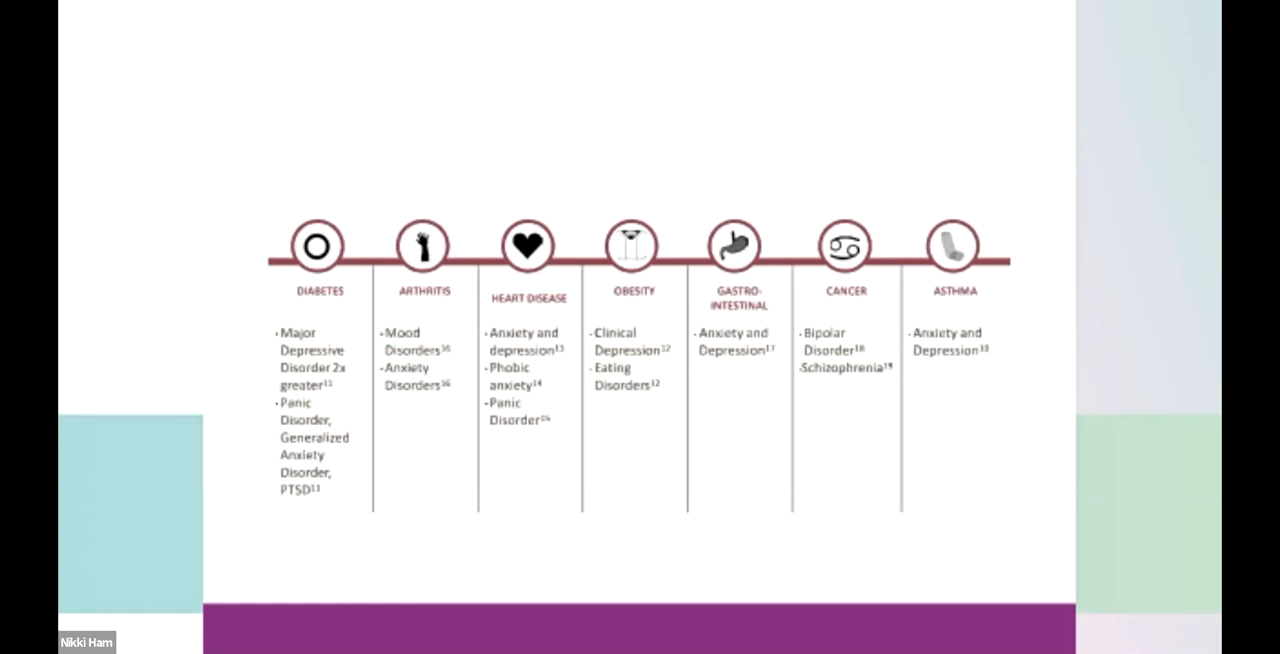 DIABETES
· Major
Depressive
Disorder 2x
greater¹¹
· Panic
Disorder,
Generalized
Anxiety
Disorder,
PTSD¹¹
ARTHRITIS
· Mood
Disorders¹⁶
· Anxiety
Disorders¹⁶
HEART DISEASE
· Anxiety and
depression¹³
· Phobic
anxiety¹⁴
· Panic
Disorder¹⁵
OBESITY
· Clinical
Depression¹²
· Eating
Disorders¹²
GASTRO-
INTESTINAL
· Anxiety and
Depression¹⁷
CANCER
· Bipolar
Disorder¹⁸
· Schizophrenia¹⁹
ASTHMA
· Anxiety and
Depression¹⁰
Nikki Ham